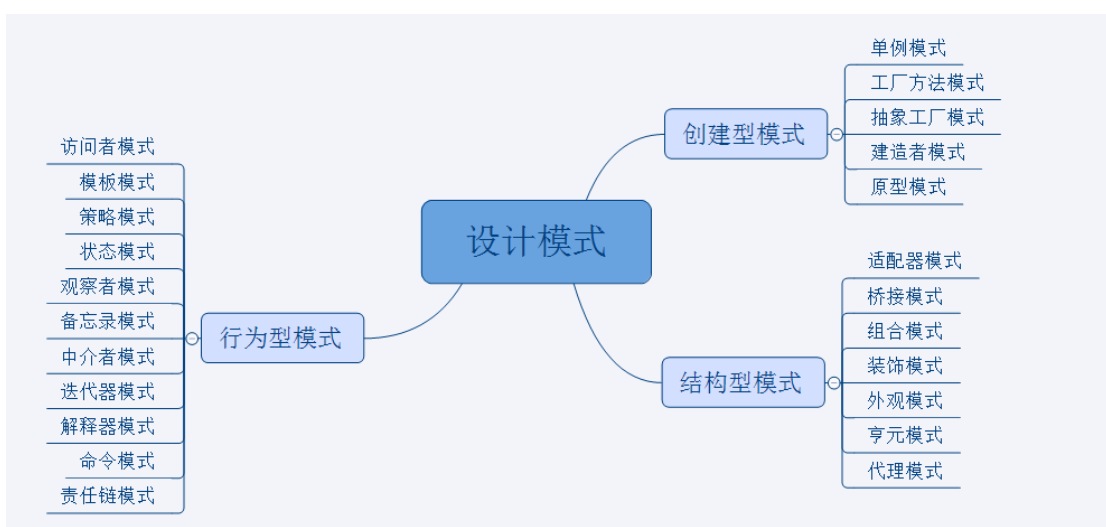 设计模式
创建型模式
单例模式
工厂方法模式
抽象工厂模式
建造者模式
原型模式
结构型模式
适配器模式
桥接模式
组合模式
装饰模式
外观模式
亨元模式
代理模式
行为型模式
访问者模式
模板模式
策略模式
状态模式
观察者模式
备忘录模式
中介者模式
迭代器模式
解释器模式
命令模式
责任链模式